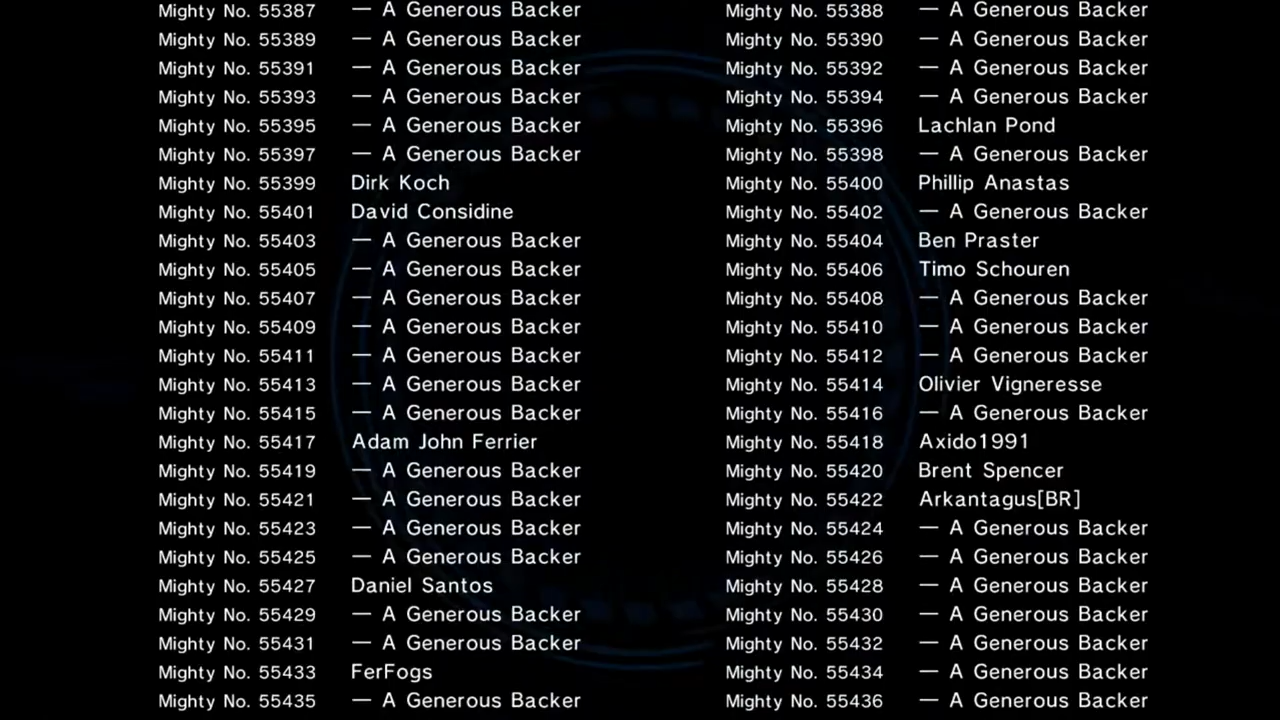 Mighty No. 55387 — A Generous Backer Mighty No. 55388 — A Generous Backer
Mighty No. 55389 — A Generous Backer Mighty No. 55390 — A Generous Backer
Mighty No. 55391 — A Generous Backer Mighty No. 55392 — A Generous Backer
Mighty No. 55393 — A Generous Backer Mighty No. 55394 — A Generous Backer
Mighty No. 55395 — A Generous Backer Mighty No. 55396 Lachlan Pond
Mighty No. 55397 — A Generous Backer Mighty No. 55398 — A Generous Backer
Mighty No. 55399 Dirk Koch Mighty No. 55400 Phillip Anastas
Mighty No. 55401 David Considine Mighty No. 55402 — A Generous Backer
Mighty No. 55403 — A Generous Backer Mighty No. 55404 Ben Praster
Mighty No. 55405 — A Generous Backer Mighty No. 55406 Timo Schouren
Mighty No. 55407 — A Generous Backer Mighty No. 55408 — A Generous Backer
Mighty No. 55409 — A Generous Backer Mighty No. 55410 — A Generous Backer
Mighty No. 55411 — A Generous Backer Mighty No. 55412 — A Generous Backer
Mighty No. 55413 — A Generous Backer Mighty No. 55414 Olivier Vigneresse
Mighty No. 55415 — A Generous Backer Mighty No. 55416 — A Generous Backer
Mighty No. 55417 Adam John Ferrier Mighty No. 55418 Axido1991
Mighty No. 55419 — A Generous Backer Mighty No. 55420 Brent Spencer
Mighty No. 55421 — A Generous Backer Mighty No. 55422 Arkantagus[BR]
Mighty No. 55423 — A Generous Backer Mighty No. 55424 — A Generous Backer
Mighty No. 55425 — A Generous Backer Mighty No. 55426 — A Generous Backer
Mighty No. 55427 Daniel Santos Mighty No. 55428 — A Generous Backer
Mighty No. 55429 — A Generous Backer Mighty No. 55430 — A Generous Backer
Mighty No. 55431 — A Generous Backer Mighty No. 55432 — A Generous Backer
Mighty No. 55433 FerFogs Mighty No. 55434 — A Generous Backer
Mighty No. 55435 — A Generous Backer Mighty No. 55436 — A Generous Backer